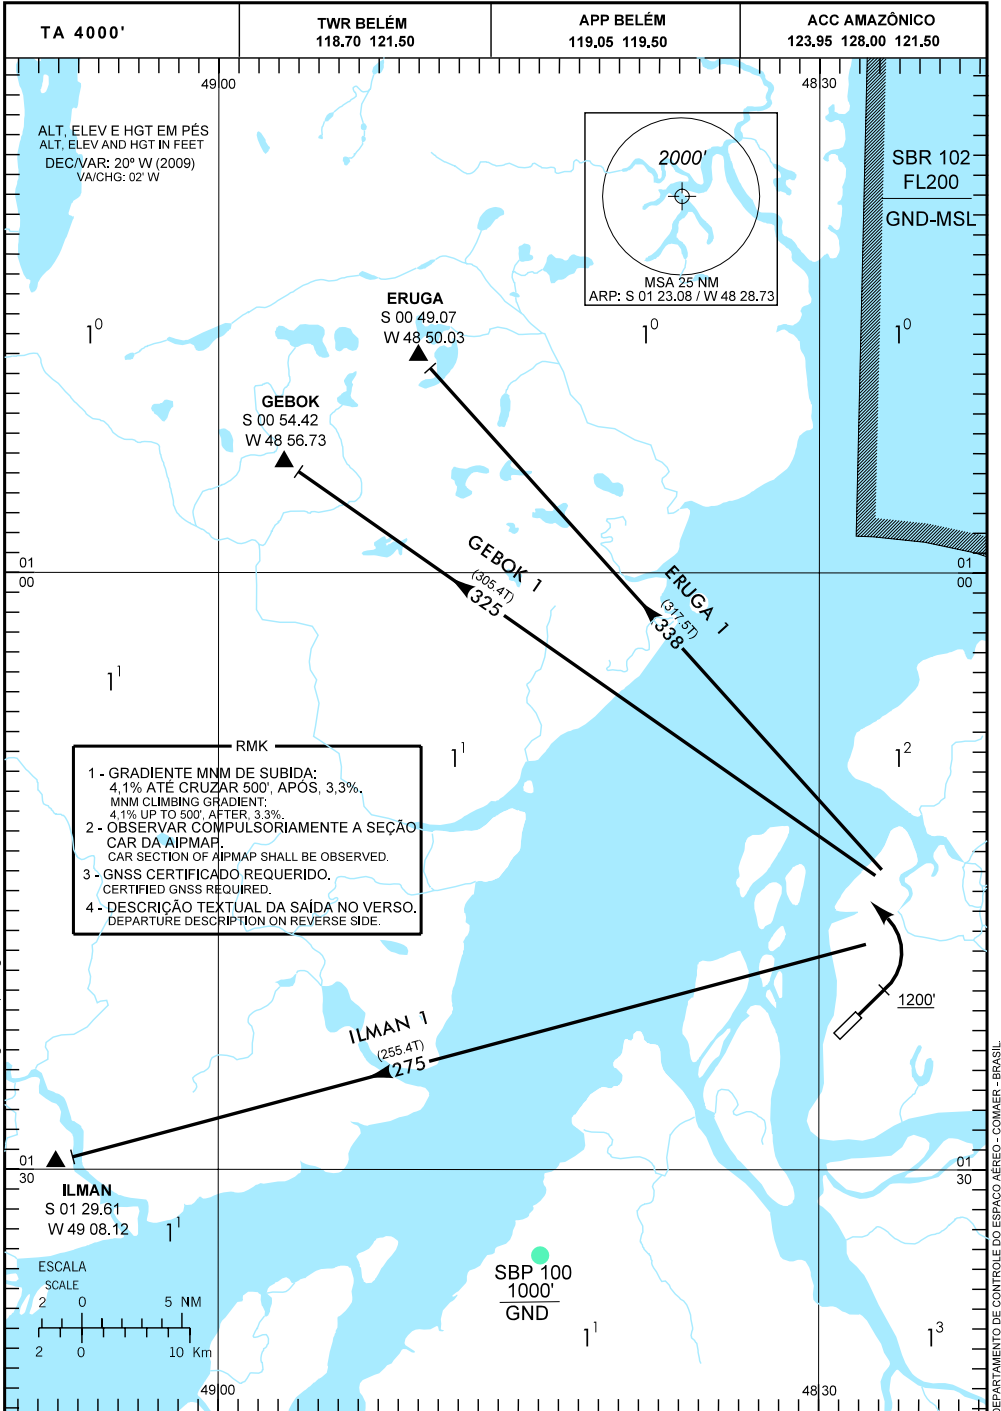 TA 4000'
TWR BELÉM
118.70 121.50
APP BELÉM
119.05 119.50
ACC AMAZÔNICO
123.95 128.00 121.50
49 00
48 30
ALT, ELEV E HGT EM PÉS
ALT, ELEV AND HGT IN FEET
DEC/VAR: 20º W (2009)
VA/CHG: 02' W
2000'
MSA 25 NM
ARP: S 01 23.08 / W 48 28.73
SBR 102
FL200
GND-MSL
ERUGA
S 00 49.07
W 48 50.03
1⁰
1⁰
1⁰
GEBOK
S 00 54.42
W 48 56.73
GEBOK 1
(305.4T)
325
ERUGA 1
(317.5T)
338
01
00
01
00
1¹
1¹
1²
RMK
1 - GRADIENTE MNM DE SUBIDA:
4,1% ATÉ CRUZAR 500', APÓS, 3,3%.
MNM CLIMBING GRADIENT:
4,1% UP TO 500', AFTER, 3.3%.
2 - OBSERVAR COMPULSORIAMENTE A SEÇÃO
CAR DA AIPMAP.
CAR SECTION OF AIPMAP SHALL BE OBSERVED.
3 - GNSS CERTIFICADO REQUERIDO.
CERTIFIED GNSS REQUIRED.
4 - DESCRIÇÃO TEXTUAL DA SAÍDA NO VERSO.
DEPARTURE DESCRIPTION ON REVERSE SIDE.
1200'
ILMAN 1
(255.4T)
275
01
30
01
30
ILMAN
S 01 29.61
W 49 08.12
1¹
SBP 100
1000'
GND
1¹
1³
ESCALA
SCALE
2 0 5 NM
2 0 10 Km
49 00
48 30
DEPARTAMENTO DE CONTROLE DO ESPAÇO AÉREO - COMAER - BRASIL.